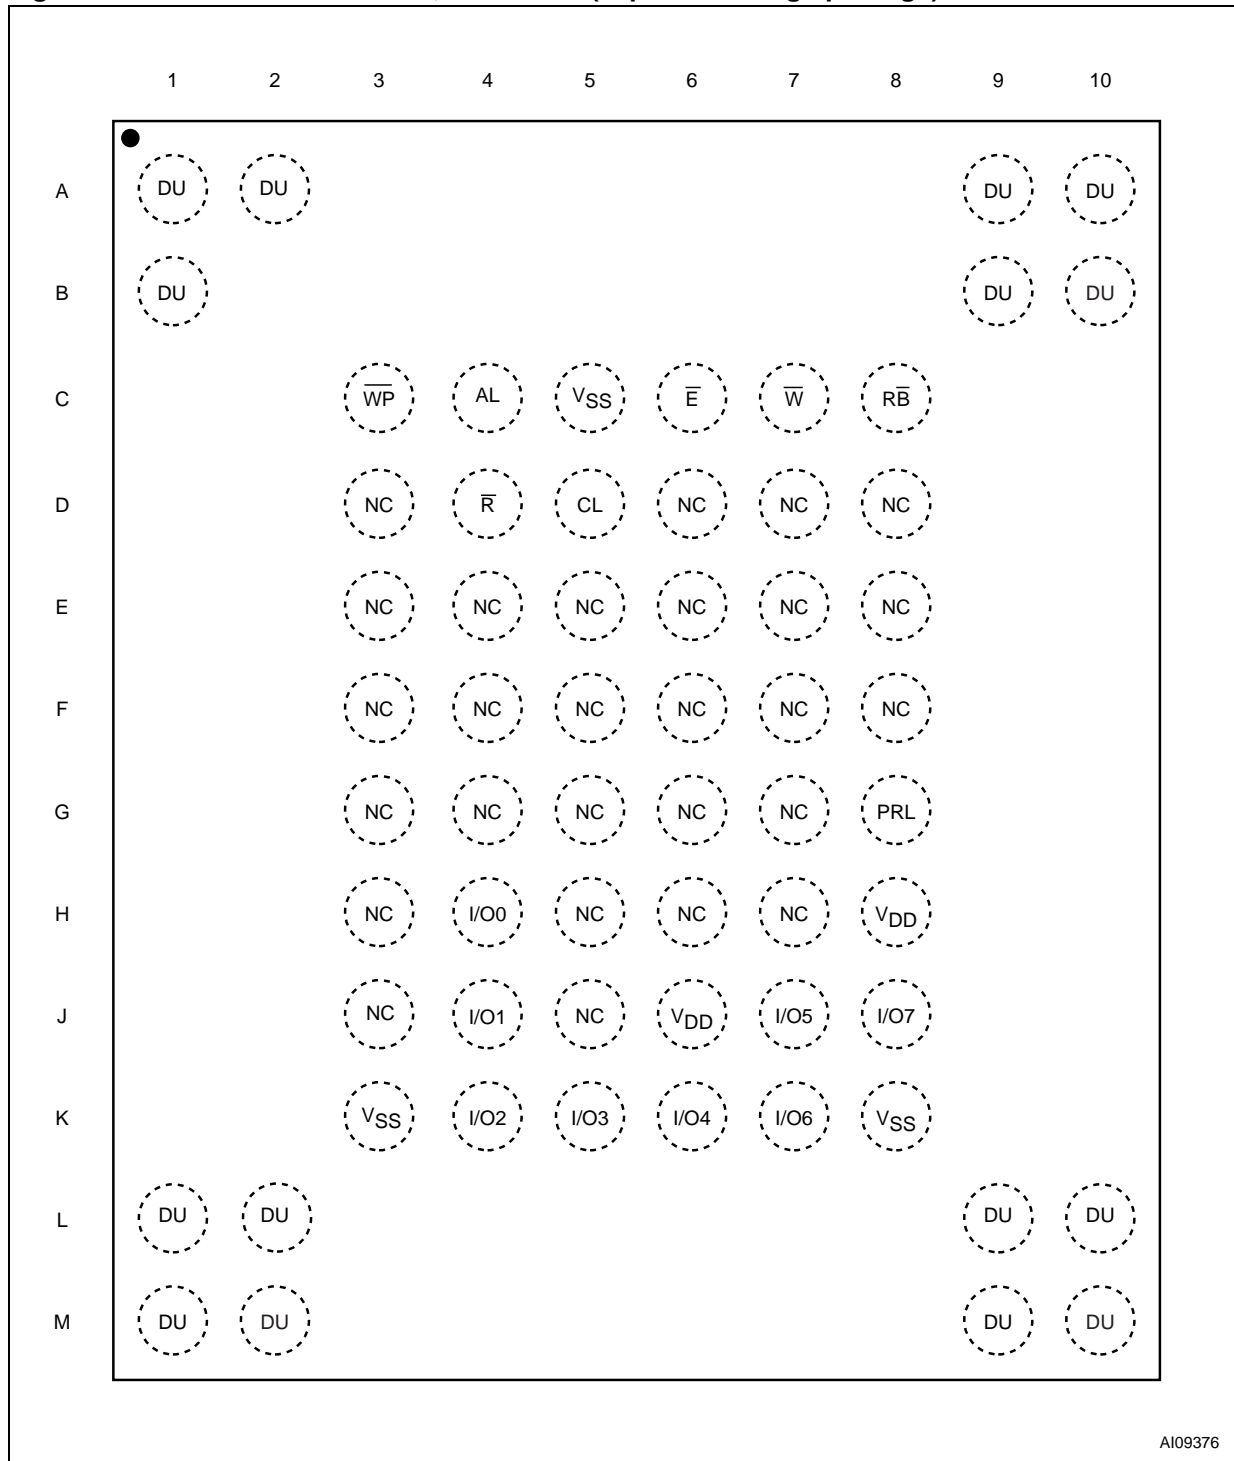 1 2 3 4 5 6 7 8 9 10
A DU DU DU DU
B DU DU DU
C W̅P̅ AL VSS E̅ W̅ RB̅
D NC R̅ CL NC NC NC
E NC NC NC NC NC NC
F NC NC NC NC NC NC
G NC NC NC NC NC PRL
H NC I/O0 NC NC NC VDD
J NC I/O1 NC VDD I/O5 I/O7
K VSS I/O2 I/O3 I/O4 I/O6 VSS
L DU DU DU DU
M DU DU DU DU
AI09376